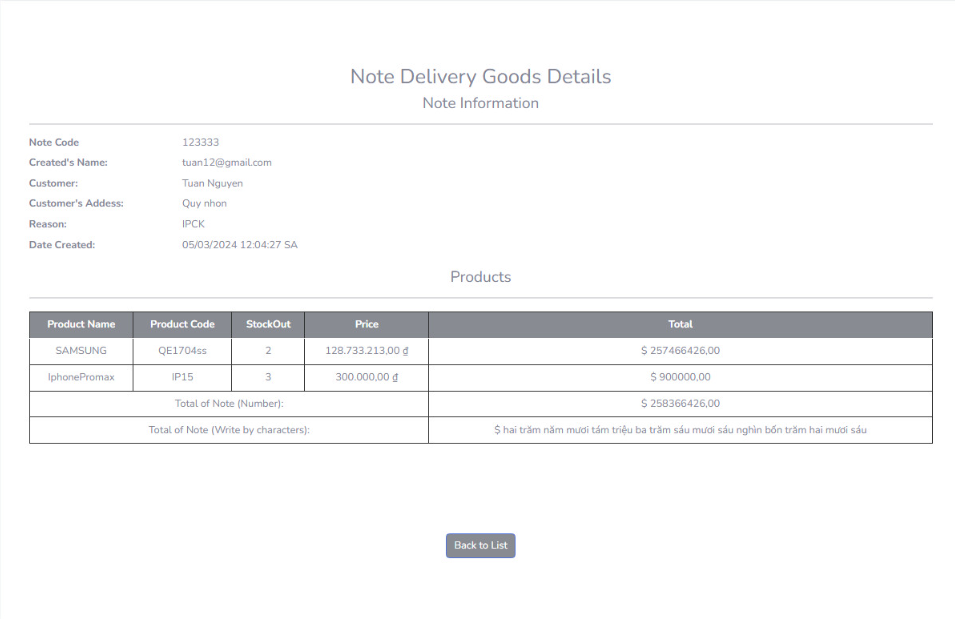 Note Delivery Goods Details
Note Information
Note Code 123333
Created's Name: tuan12@gmail.com
Customer: Tuan Nguyen
Customer's Addess: Quy nhon
Reason: IPCK
Date Created: 05/03/2024 12:04:27 SA
Products
Product Name Product Code StockOut Price Total
SAMSUNG QE1704ss 2 128.733.213,00 ₫ $ 257466426,00
IphonePromax IP15 3 300.000,00 ₫ $ 900000,00
Total of Note (Number): $ 258366426,00
Total of Note (Write by characters): $ hai trăm năm mươi tám triệu ba trăm sáu mươi sáu nghìn bốn trăm hai mươi sáu
Back to List